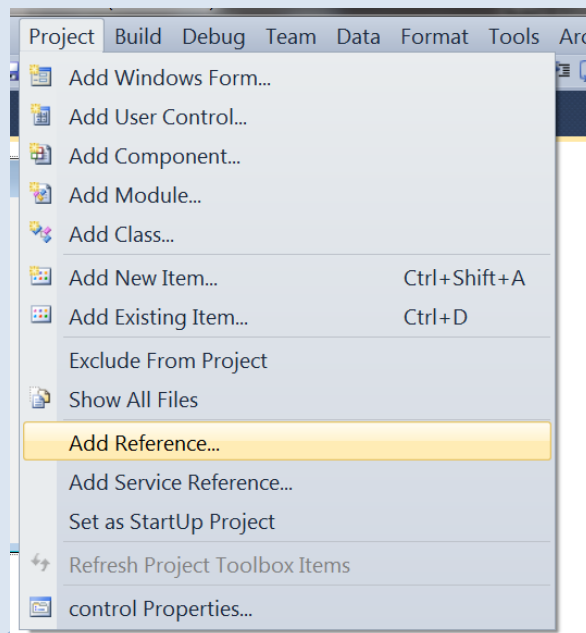 Project Build Debug Team Data Format Tools
Add Windows Form...
Add User Control...
Add Component...
Add Module...
Add Class...
Add New Item... Ctrl+Shift+A
Add Existing Item... Ctrl+D
Exclude From Project
Show All Files
Add Reference...
Add Service Reference...
Set as StartUp Project
Refresh Project Toolbox Items
control Properties...